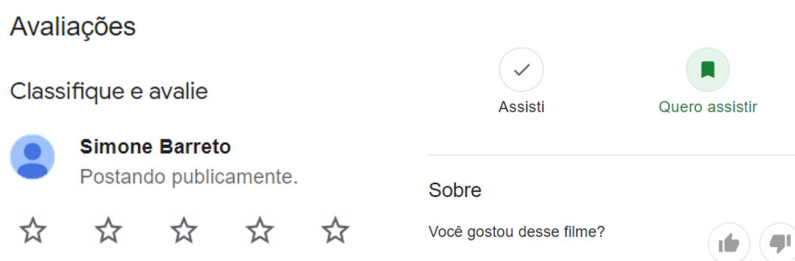 Avaliações
Classifique e avalie
Simone Barreto
Postando publicamente.
Assisti
Quero assistir
Sobre
Você gostou desse filme?